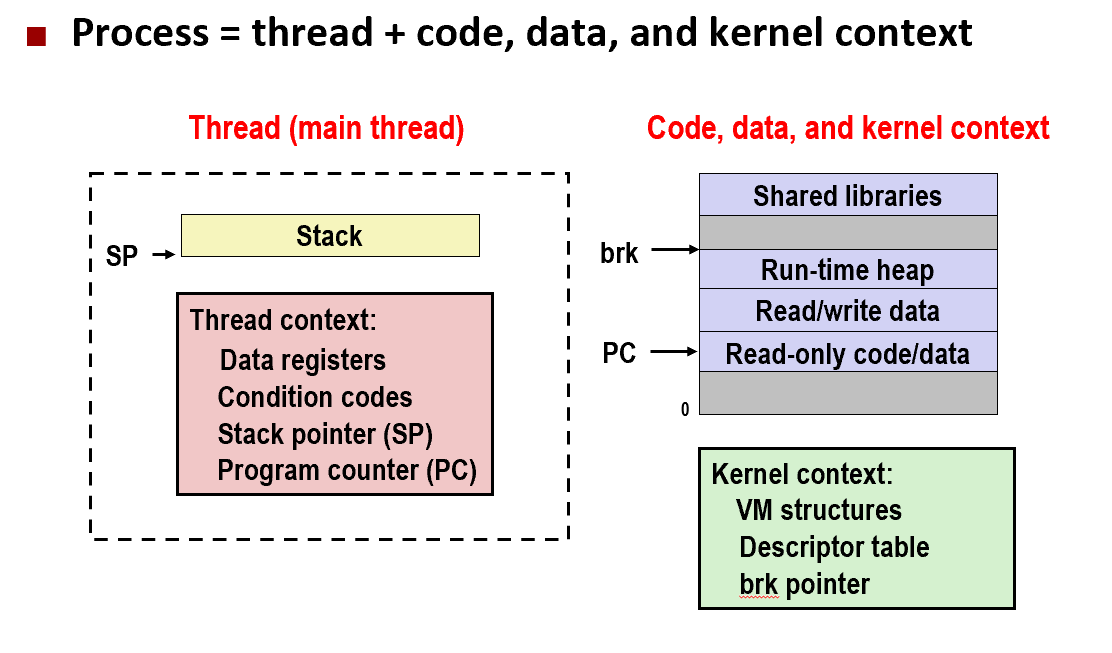 Process = thread + code, data, and kernel context
Thread (main thread)
Stack
SP
Thread context:
Data registers
Condition codes
Stack pointer (SP)
Program counter (PC)
Code, data, and kernel context
Shared libraries
brk
Run-time heap
Read/write data
PC
Read-only code/data
0
Kernel context:
VM structures
Descriptor table
brk pointer